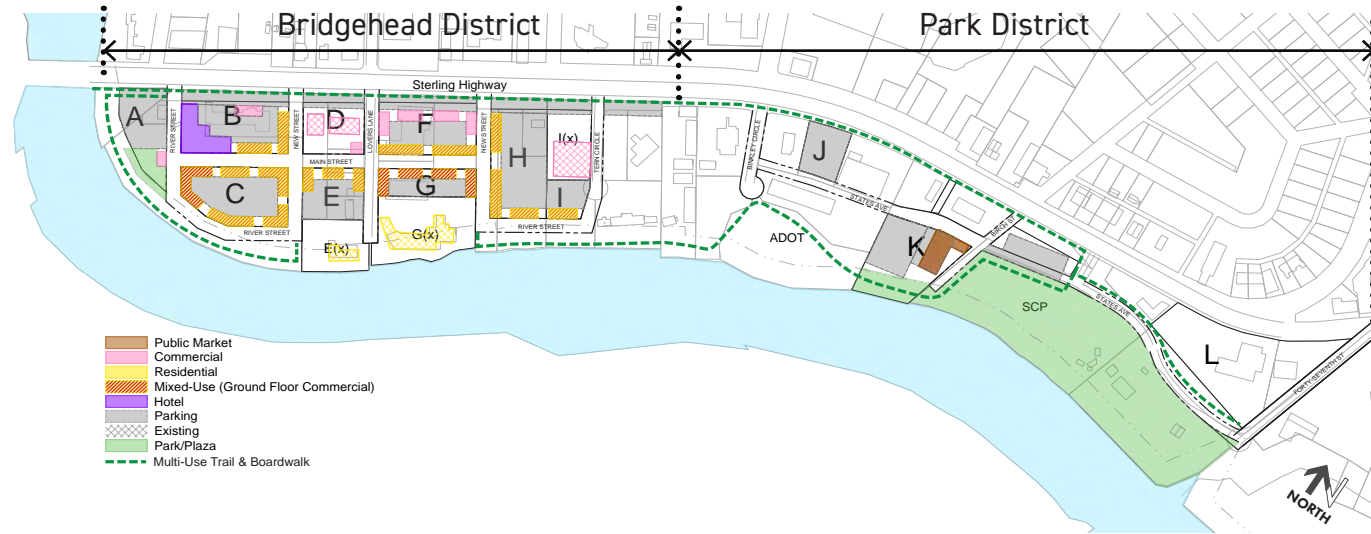 Bridgehead District
Park District
Sterling Highway
A
RIVER STREET
B
NEW STREET
D
LOVERS LANE
F
NEW STREET
H
I(x)
TERN CIRCLE
BINKLEY CIRCLE
J
MAIN STREET
C
E
G
I
STATES AVE
RIVER STREET
RIVER STREET
E(x)
G(x)
ADOT
K
BIRCH ST
SCP
STATES AVE
L
FORTY-SEVENTH ST
Public Market
Commercial
Residential
Mixed-Use (Ground Floor Commercial)
Hotel
Parking
Existing
Park/Plaza
Multi-Use Trail & Boardwalk
NORTH